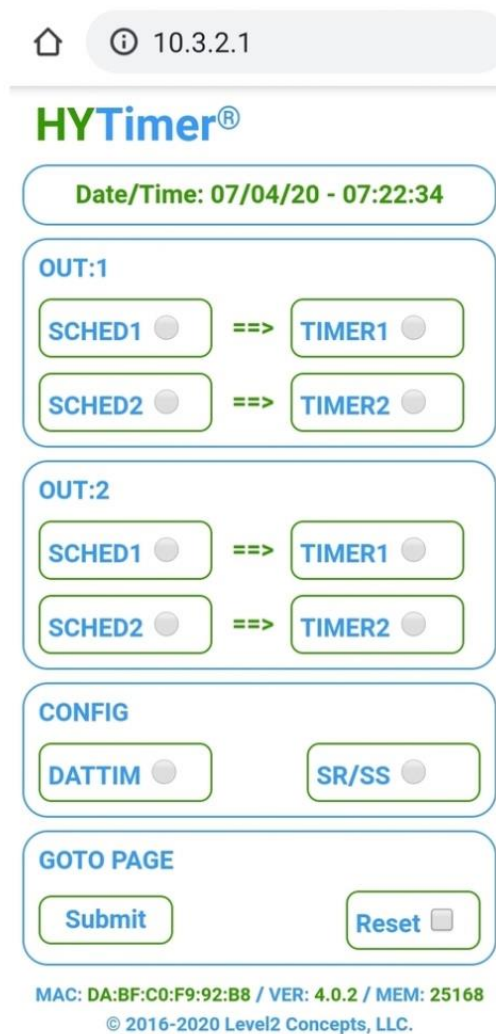 10.3.2.1
HYTimer®
Date/Time: 07/04/20 - 07:22:34
OUT:1
SCHED1 ==> TIMER1
SCHED2 ==> TIMER2
OUT:2
SCHED1 ==> TIMER1
SCHED2 ==> TIMER2
CONFIG
DATTIM SR/SS
GOTO PAGE
Submit Reset
MAC: DA:BF:C0:F9:92:B8 / VER: 4.0.2 / MEM: 25168
© 2016-2020 Level2 Concepts, LLC.